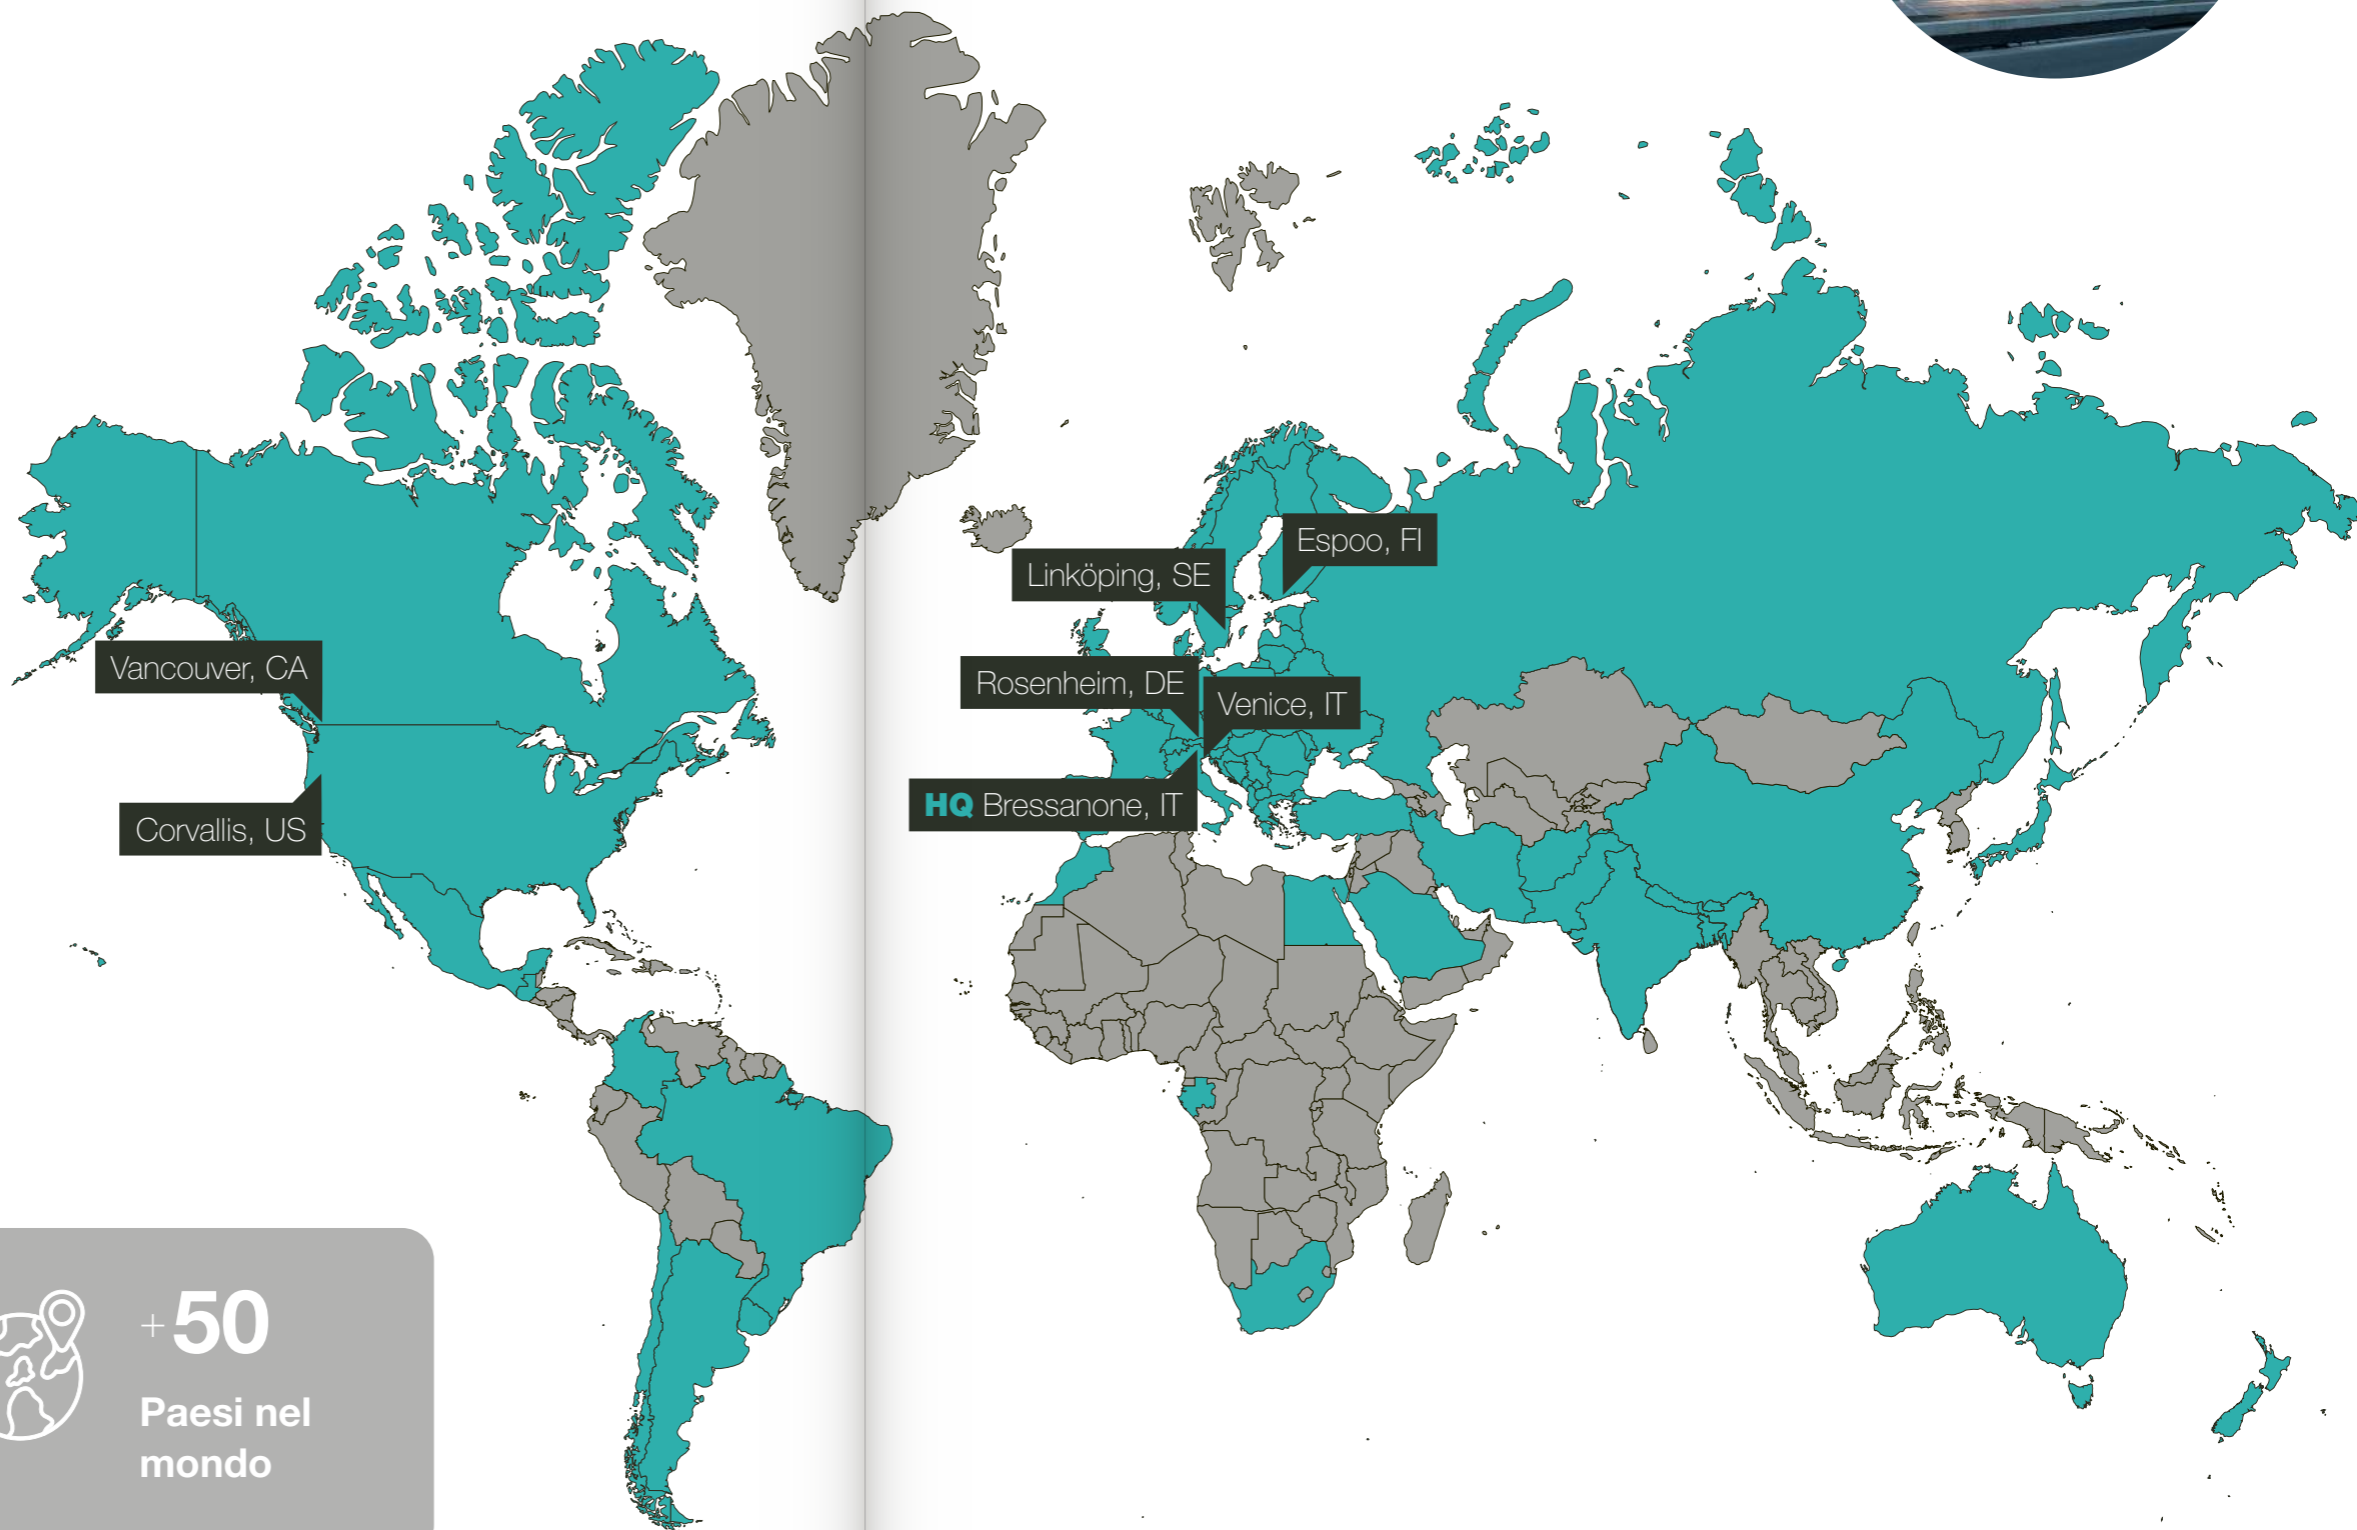 Espoo, FI
Linköping, SE
Vancouver, CA
Rosenheim, DE
Venice, IT
HQ Bressanone, IT
Corvallis, US
+50
Paesi nel
mondo